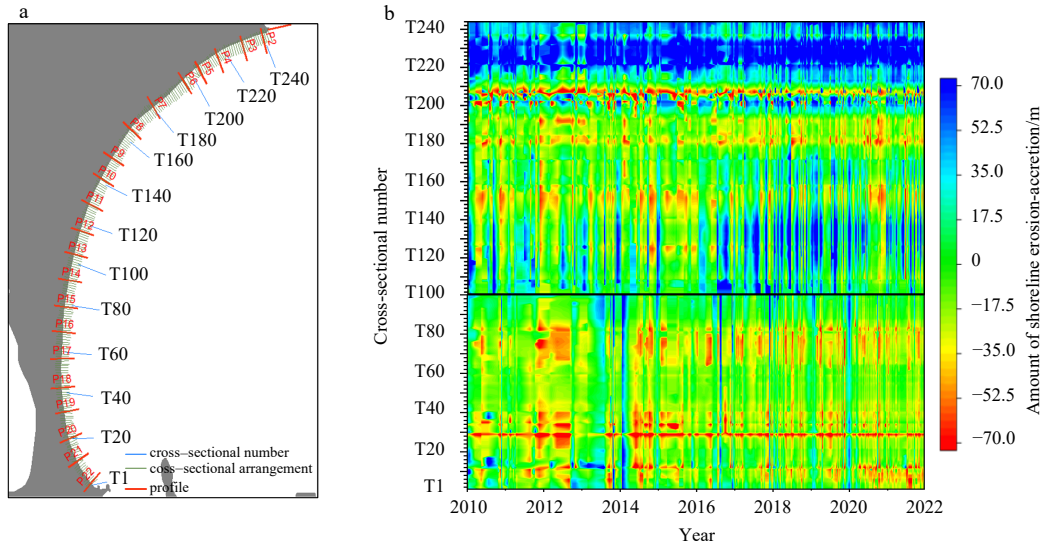 a
P2
P3
P4
P5
P6
P7
P8
P9
P10
P11
P12
P13
P14
P15
P16
P17
P18
P19
P20
P21
P22
T240
T220
T200
T180
T160
T140
T120
T100
T80
T60
T40
T20
T1
cross−sectional number
coss−sectional arrangement
profile
b
Cross-sectional number
T240
T220
T200
T180
T160
T140
T120
T100
T80
T60
T40
T20
T1
2010
2012
2014
2016
2018
2020
2022
Year
70.0
52.5
35.0
17.5
0
−17.5
−35.0
−52.5
−70.0
Amount of shoreline erosion-accretion/m